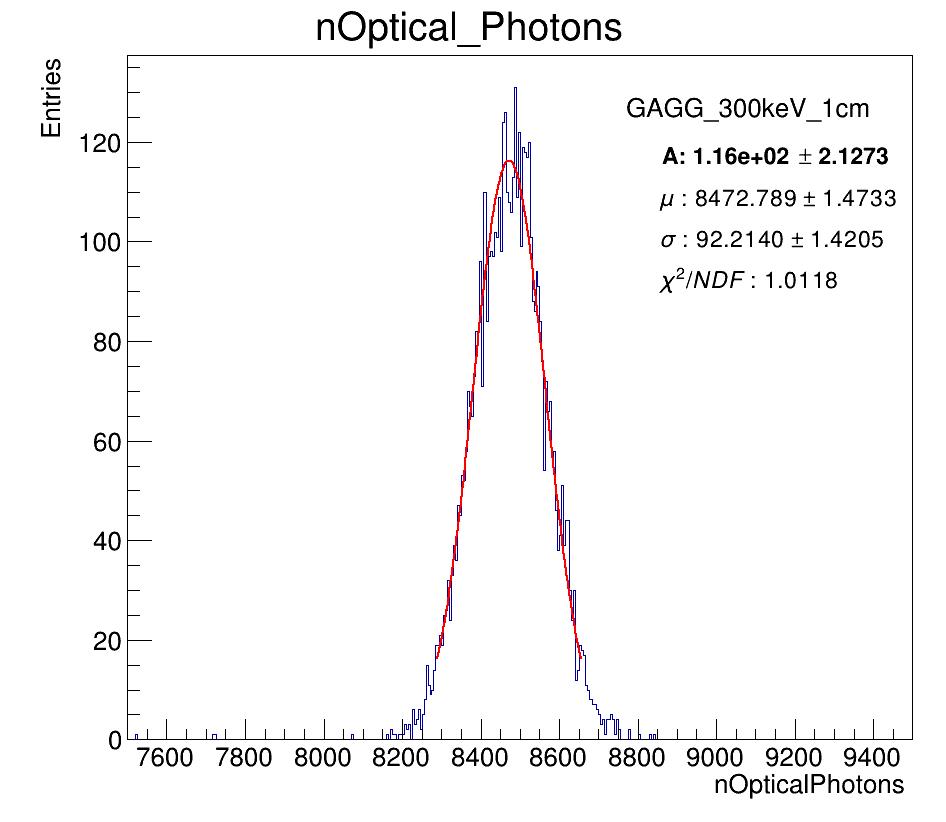 nOptical_Photons
Entries
GAGG_300keV_1cm
A: 1.16e+02 ± 2.1273
μ : 8472.789 ± 1.4733
σ : 92.2140 ± 1.4205
χ²/NDF : 1.0118
120
100
80
60
40
20
0
7600 7800 8000 8200 8400 8600 8800 9000 9200 9400
nOpticalPhotons